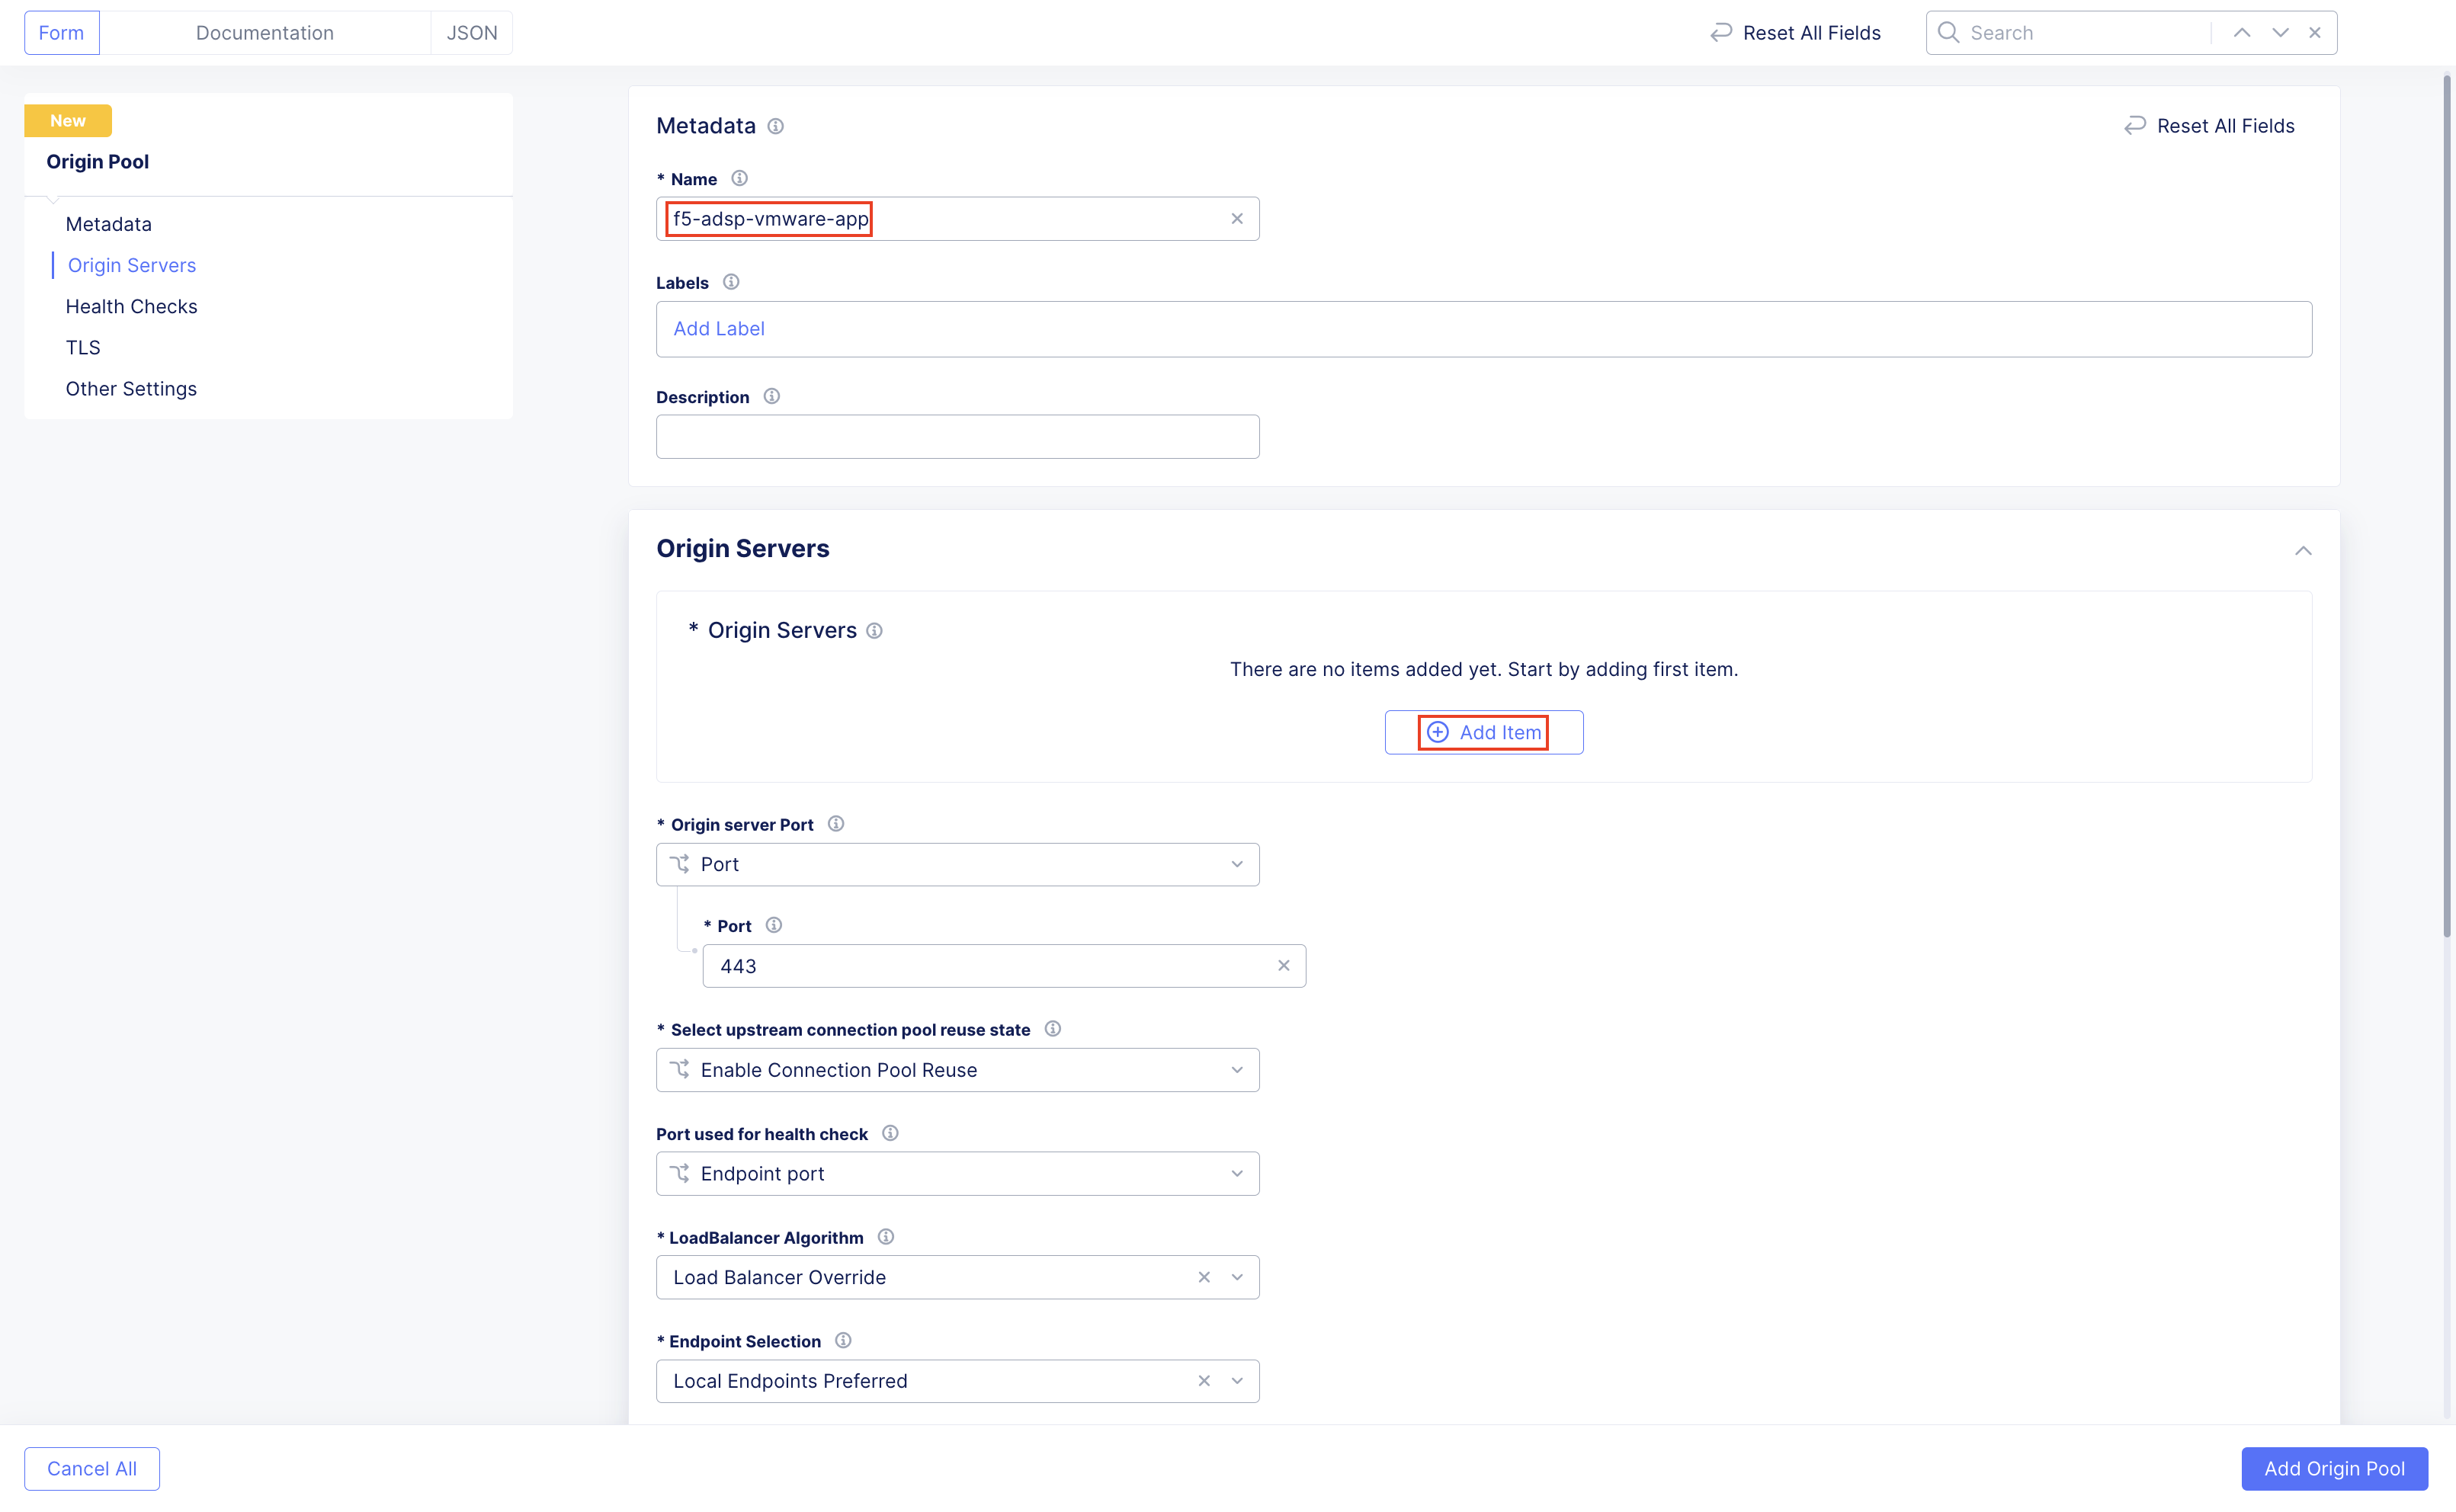 Form Documentation JSON Reset All Fields Search
New
Origin Pool
Metadata
Origin Servers
Health Checks
TLS
Other Settings
Metadata Reset All Fields
* Name
f5-adsp-vmware-app
Labels
Add Label
Description
Origin Servers
* Origin Servers
There are no items added yet. Start by adding first item.
Add Item
* Origin server Port
Port
* Port
443
* Select upstream connection pool reuse state
Enable Connection Pool Reuse
Port used for health check
Endpoint port
* LoadBalancer Algorithm
Load Balancer Override
* Endpoint Selection
Local Endpoints Preferred
Cancel All Add Origin Pool